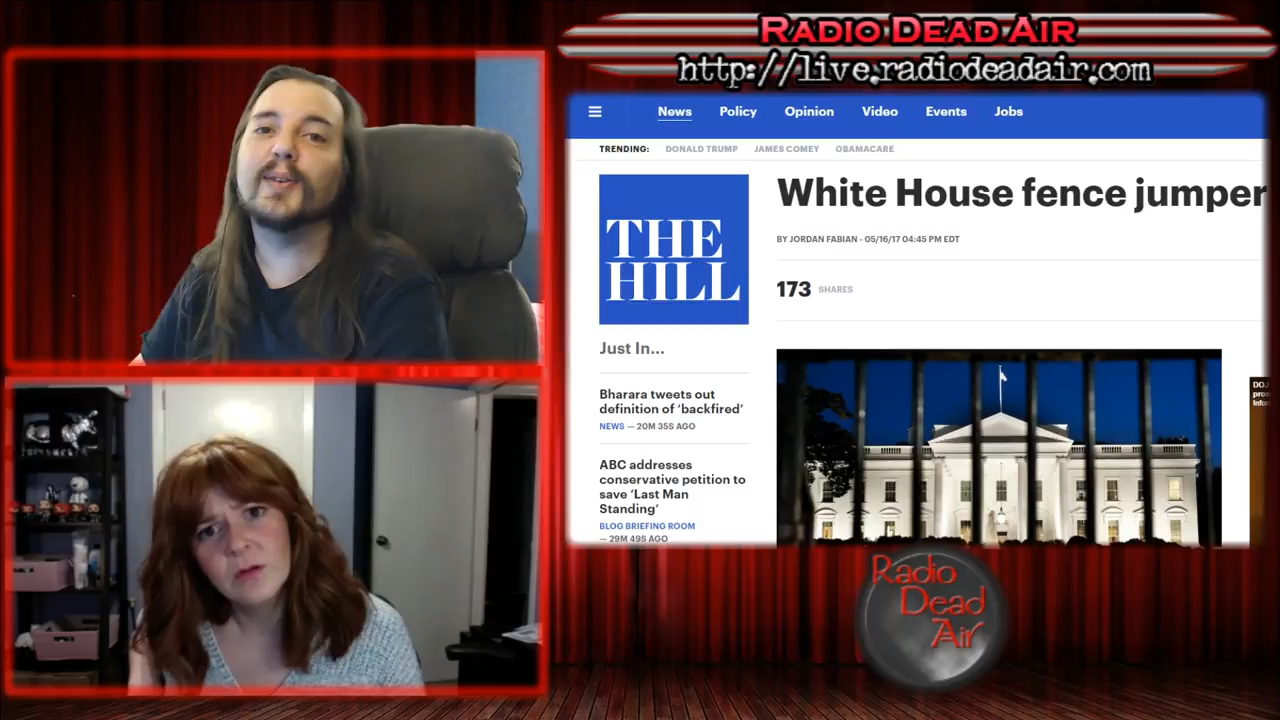 Radio Dead Air
http://live.radiodeadair.com
News Policy Opinion Video Events Jobs
TRENDING: DONALD TRUMP JAMES COMEY OBAMACARE
THE
HILL
White House fence jumper
BY JORDAN FABIAN - 05/16/17 04:45 PM EDT
173 SHARES
Just In...
Bharara tweets out
definition of ‘backfired’
NEWS — 20M 35S AGO
ABC addresses
conservative petition to
save ‘Last Man
Standing’
BLOG BRIEFING ROOM
— 29M 49S AGO
DOJ
Radio
Dead
Air